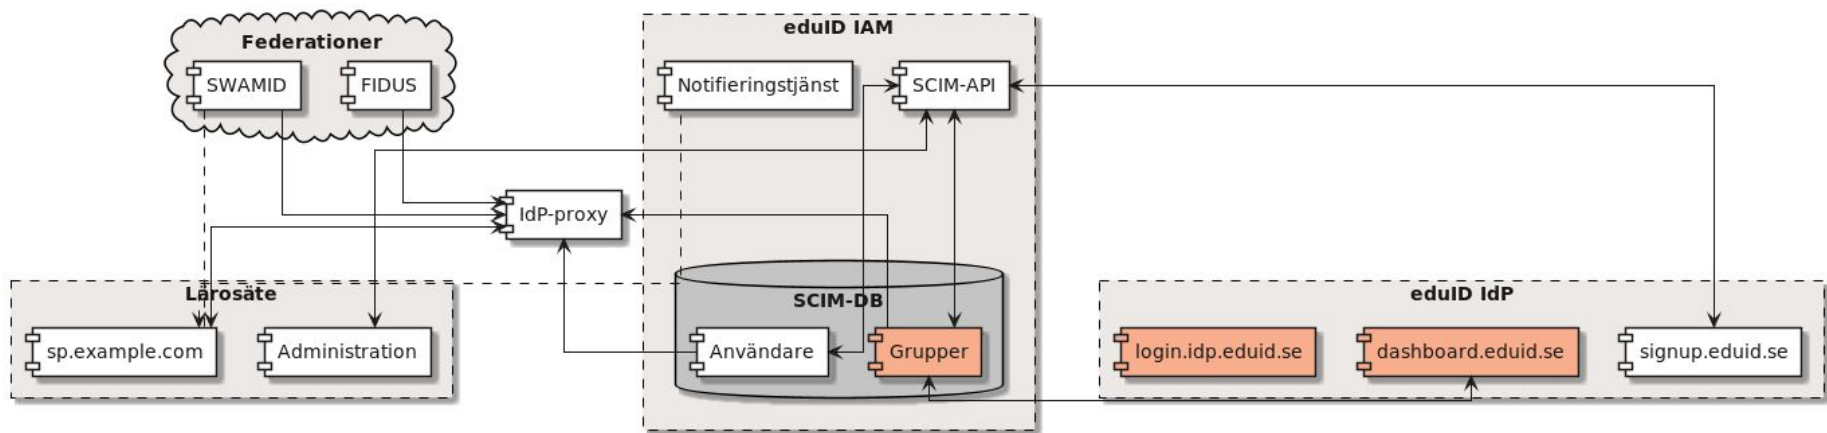 Federationer
SWAMID
FIDUS
eduID IAM
Notifieringstjänst
SCIM-API
IdP-proxy
Lärosäte
sp.example.com
Administration
SCIM-DB
Användare
Grupper
eduID IdP
login.idp.eduid.se
dashboard.eduid.se
signup.eduid.se